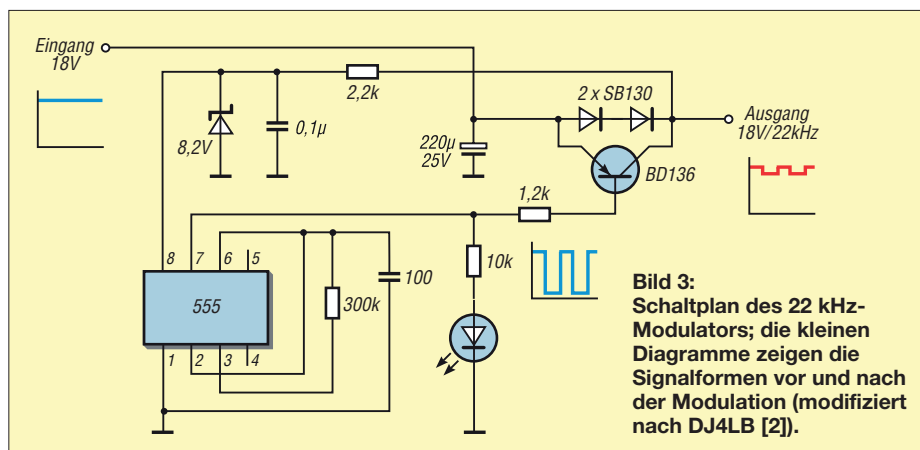 Eingang
18V
2,2k
2 x SB130
Ausgang
18V/22kHz
8,2V
0,1µ
220µ
25V
BD136
1,2k
8 7 6 5
10k
100
300k
555
1 2 3 4
Bild 3:
Schaltplan des 22 kHz-
Modulators; die kleinen
Diagramme zeigen die
Signalformen vor und nach
der Modulation (modifiziert
nach DJ4LB [2]).